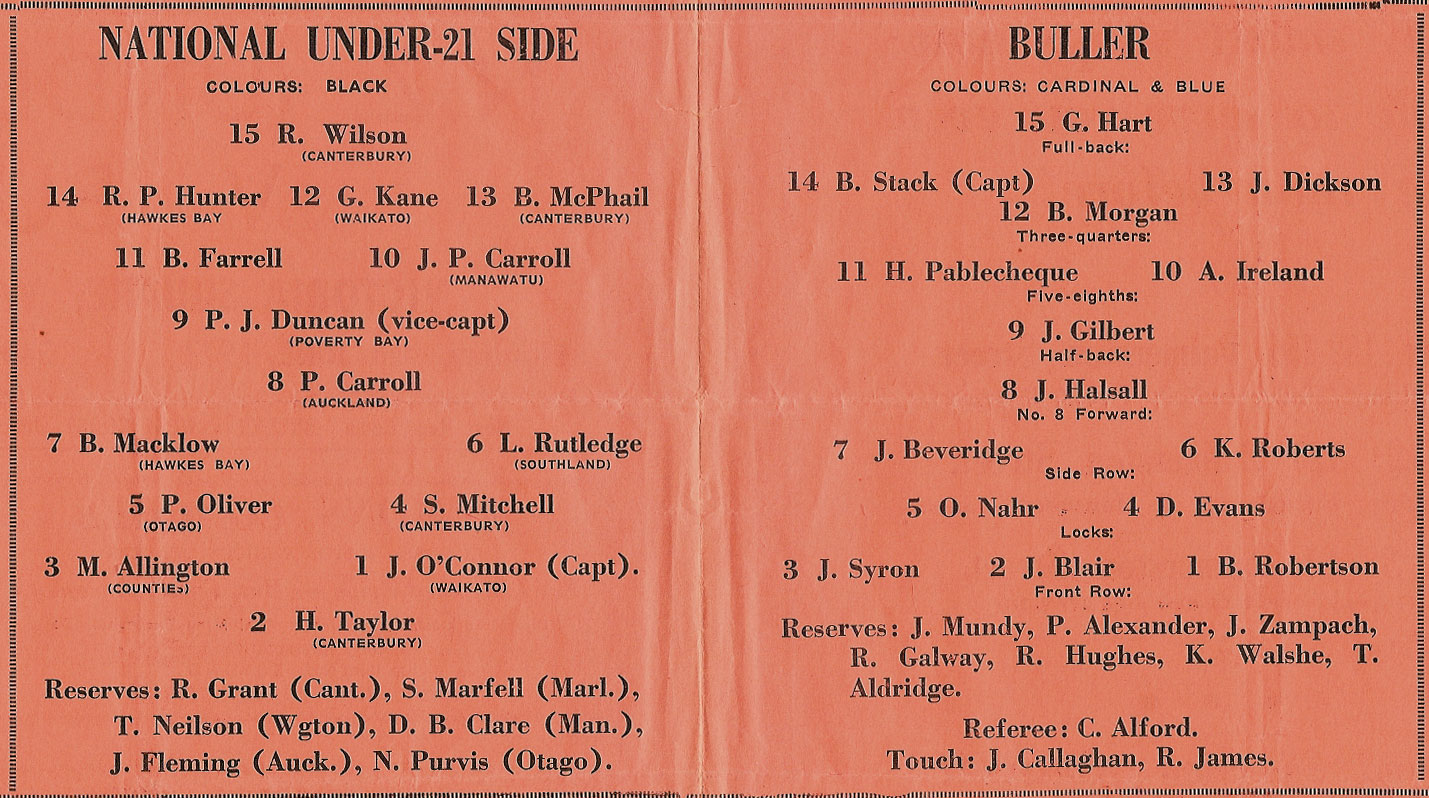 NATIONAL UNDER-21 SIDE
COLOURS: BLACK
15 R. Wilson
(CANTERBURY)
14 R. P. Hunter 12 G. Kane 13 B. McPhail
(HAWKES BAY (WAIKATO) (CANTERBURY)
11 B. Farrell 10 J. P. Carroll
(MANAWATU)
9 P. J. Duncan (vice-capt)
(POVERTY BAY)
8 P. Carroll
(AUCKLAND)
7 B. Macklow 6 L. Rutledge
(HAWKES BAY) (SOUTHLAND)
5 P. Oliver 4 S. Mitchell
(OTAGO) (CANTERBURY)
3 M. Allington 1 J. O'Connor (Capt).
(COUNTIES) (WAIKATO)
2 H. Taylor
(CANTERBURY)
Reserves: R. Grant (Cant.), S. Marfell (Marl.),
T. Neilson (Wgton), D. B. Clare (Man.),
J. Fleming (Auck.), N. Purvis (Otago).
BULLER
COLOURS: CARDINAL & BLUE
15 G. Hart
Full-back:
14 B. Stack (Capt) 13 J. Dickson
12 B. Morgan
Three-quarters:
11 H. Pablecheque 10 A. Ireland
Five-eighths:
9 J. Gilbert
Half-back:
8 J. Halsall
No. 8 Forward:
7 J. Beveridge 6 K. Roberts
Side Row:
5 O. Nahr 4 D. Evans
Locks:
3 J. Syron 2 J. Blair 1 B. Robertson
Front Row:
Reserves: J. Mundy, P. Alexander, J. Zampach,
R. Galway, R. Hughes, K. Walshe, T.
Aldridge.
Referee: C. Alford.
Touch: J. Callaghan, R. James.